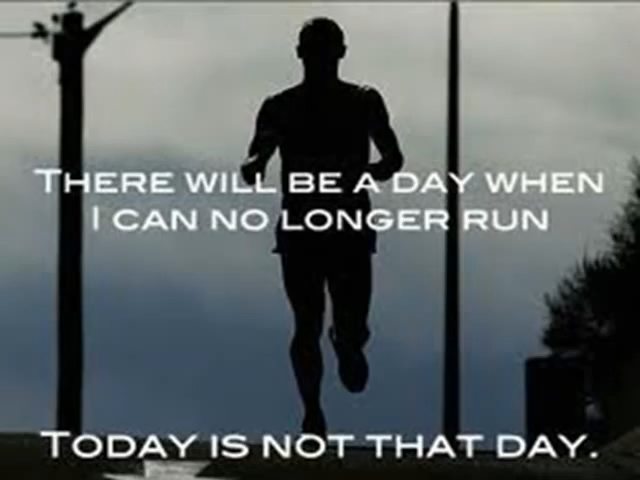 There will be a day when
I can no longer run
Today is not that day.